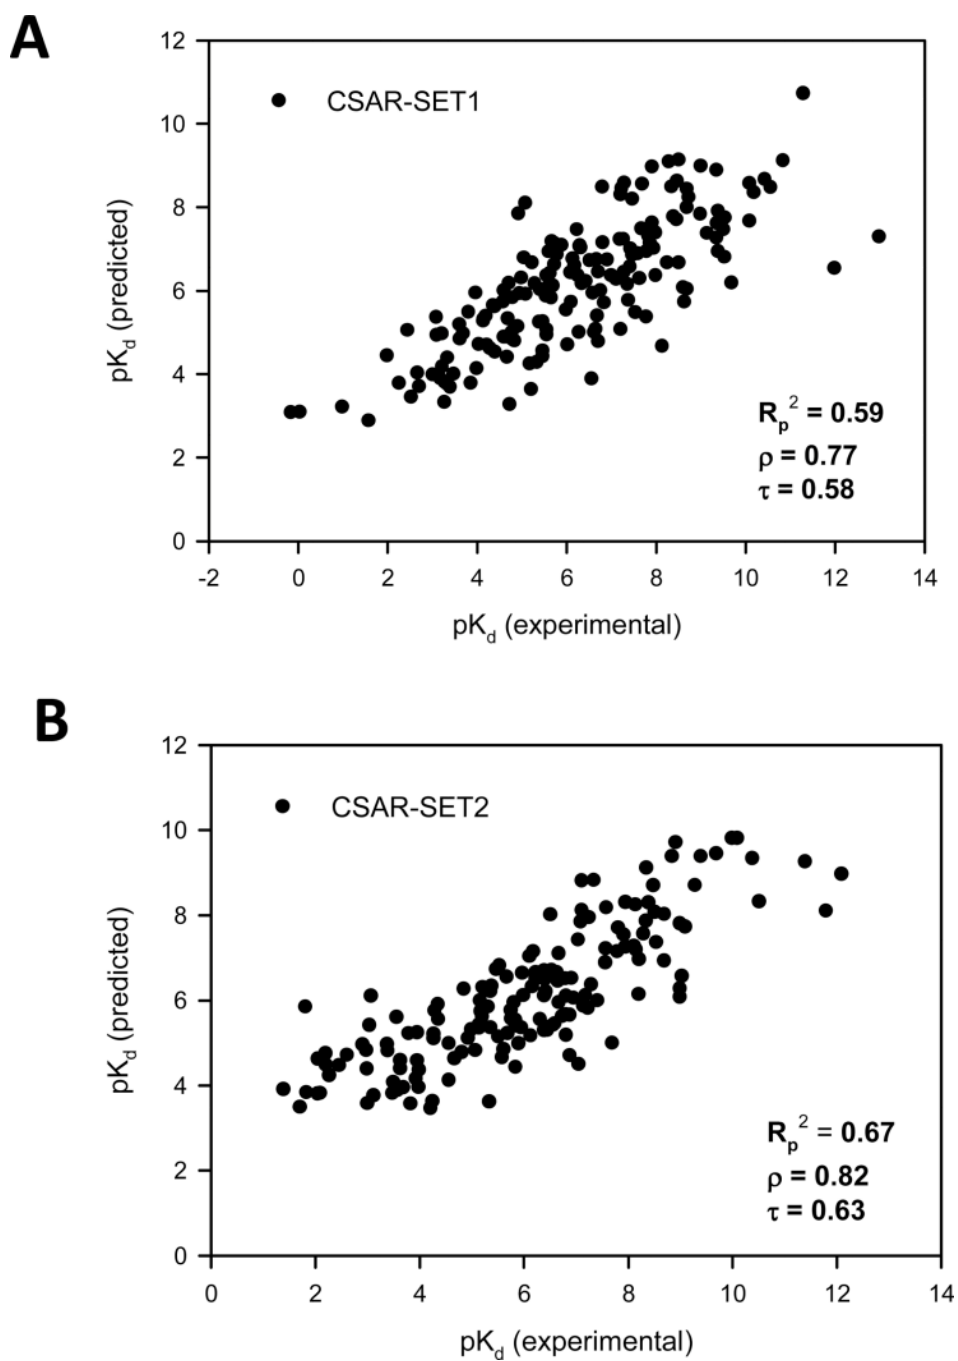 A
12
10
8
6
4
2
0
-2 0 2 4 6 8 10 12 14
pKd (predicted)
pKd (experimental)
CSAR-SET1
Rp² = 0.59
ρ = 0.77
τ = 0.58
B
12
10
8
6
4
2
0
0 2 4 6 8 10 12 14
pKd (predicted)
pKd (experimental)
CSAR-SET2
Rp² = 0.67
ρ = 0.82
τ = 0.63